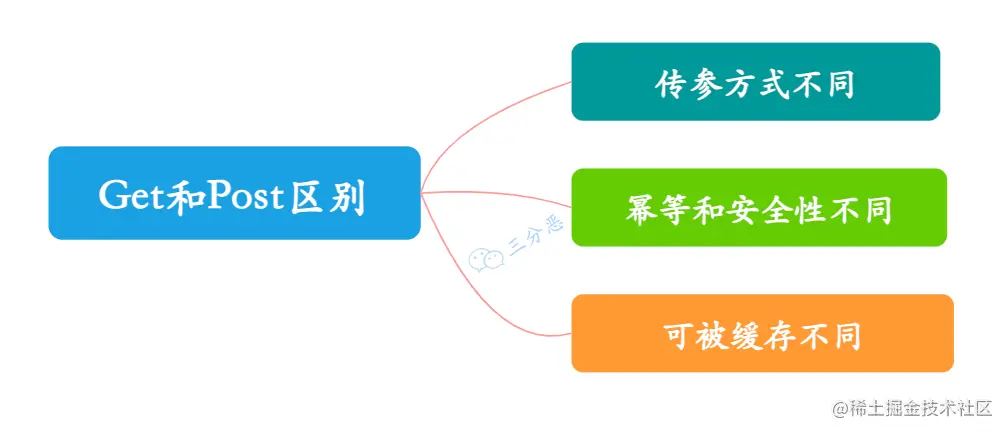 传参方式不同
Get和Post区别
幂等和安全性不同
三分恶
可被缓存不同
@稀土掘金技术社区